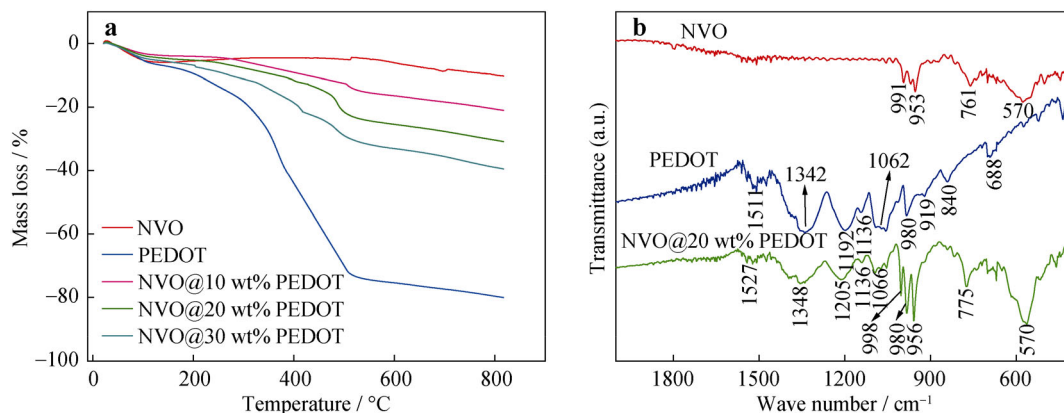 a
0
−20
−40
−60
−80
−100
Mass loss / %
NVO
PEDOT
NVO@10 wt% PEDOT
NVO@20 wt% PEDOT
NVO@30 wt% PEDOT
0 200 400 600 800
Temperature / °C
b
Transmittance (a.u.)
NVO
991
953
761
570
PEDOT
1511
1342
1192
1136
1062
980
919
840
688
NVO@20 wt% PEDOT
1527
1348
1205
1136
1066
998
980
956
775
570
1800 1500 1200 900 600
Wave number / cm⁻¹